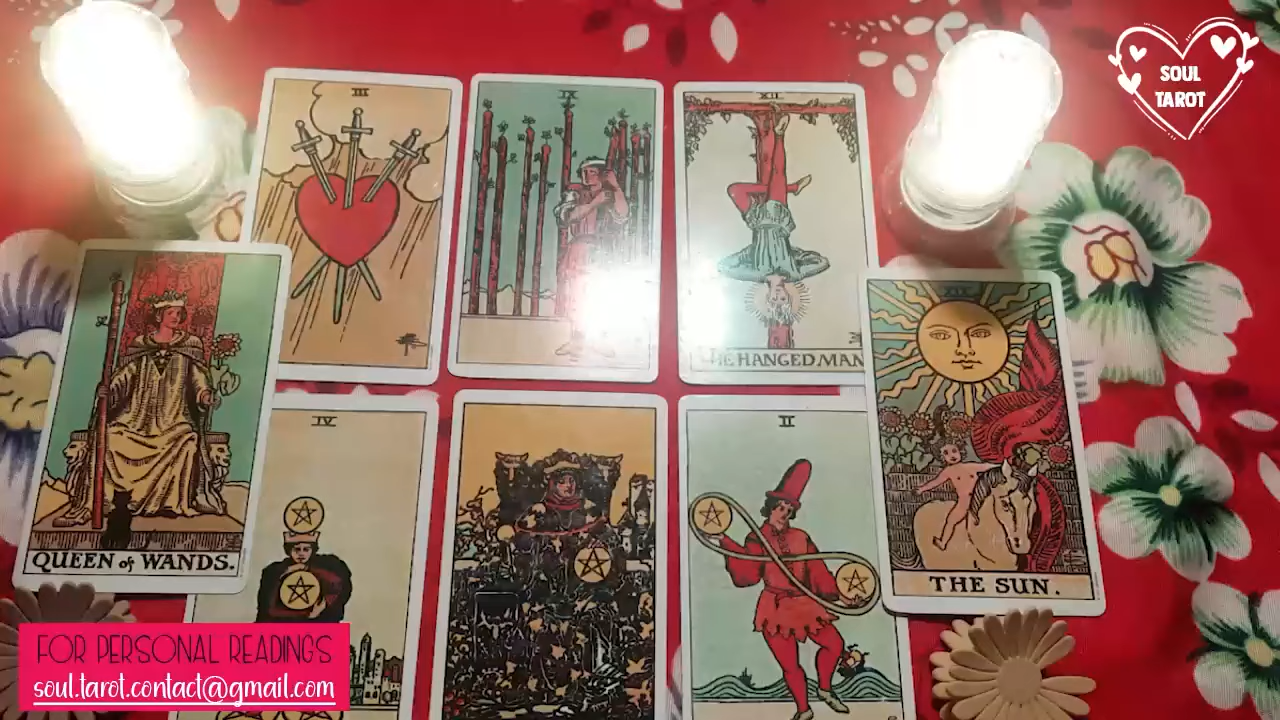 SOUL
TAROT
III
IX
XII
THE HANGED MAN
XIX
QUEEN of WANDS.
IV
II
THE SUN.
FOR PERSONAL READINGS
soul.tarot.contact@gmail.com